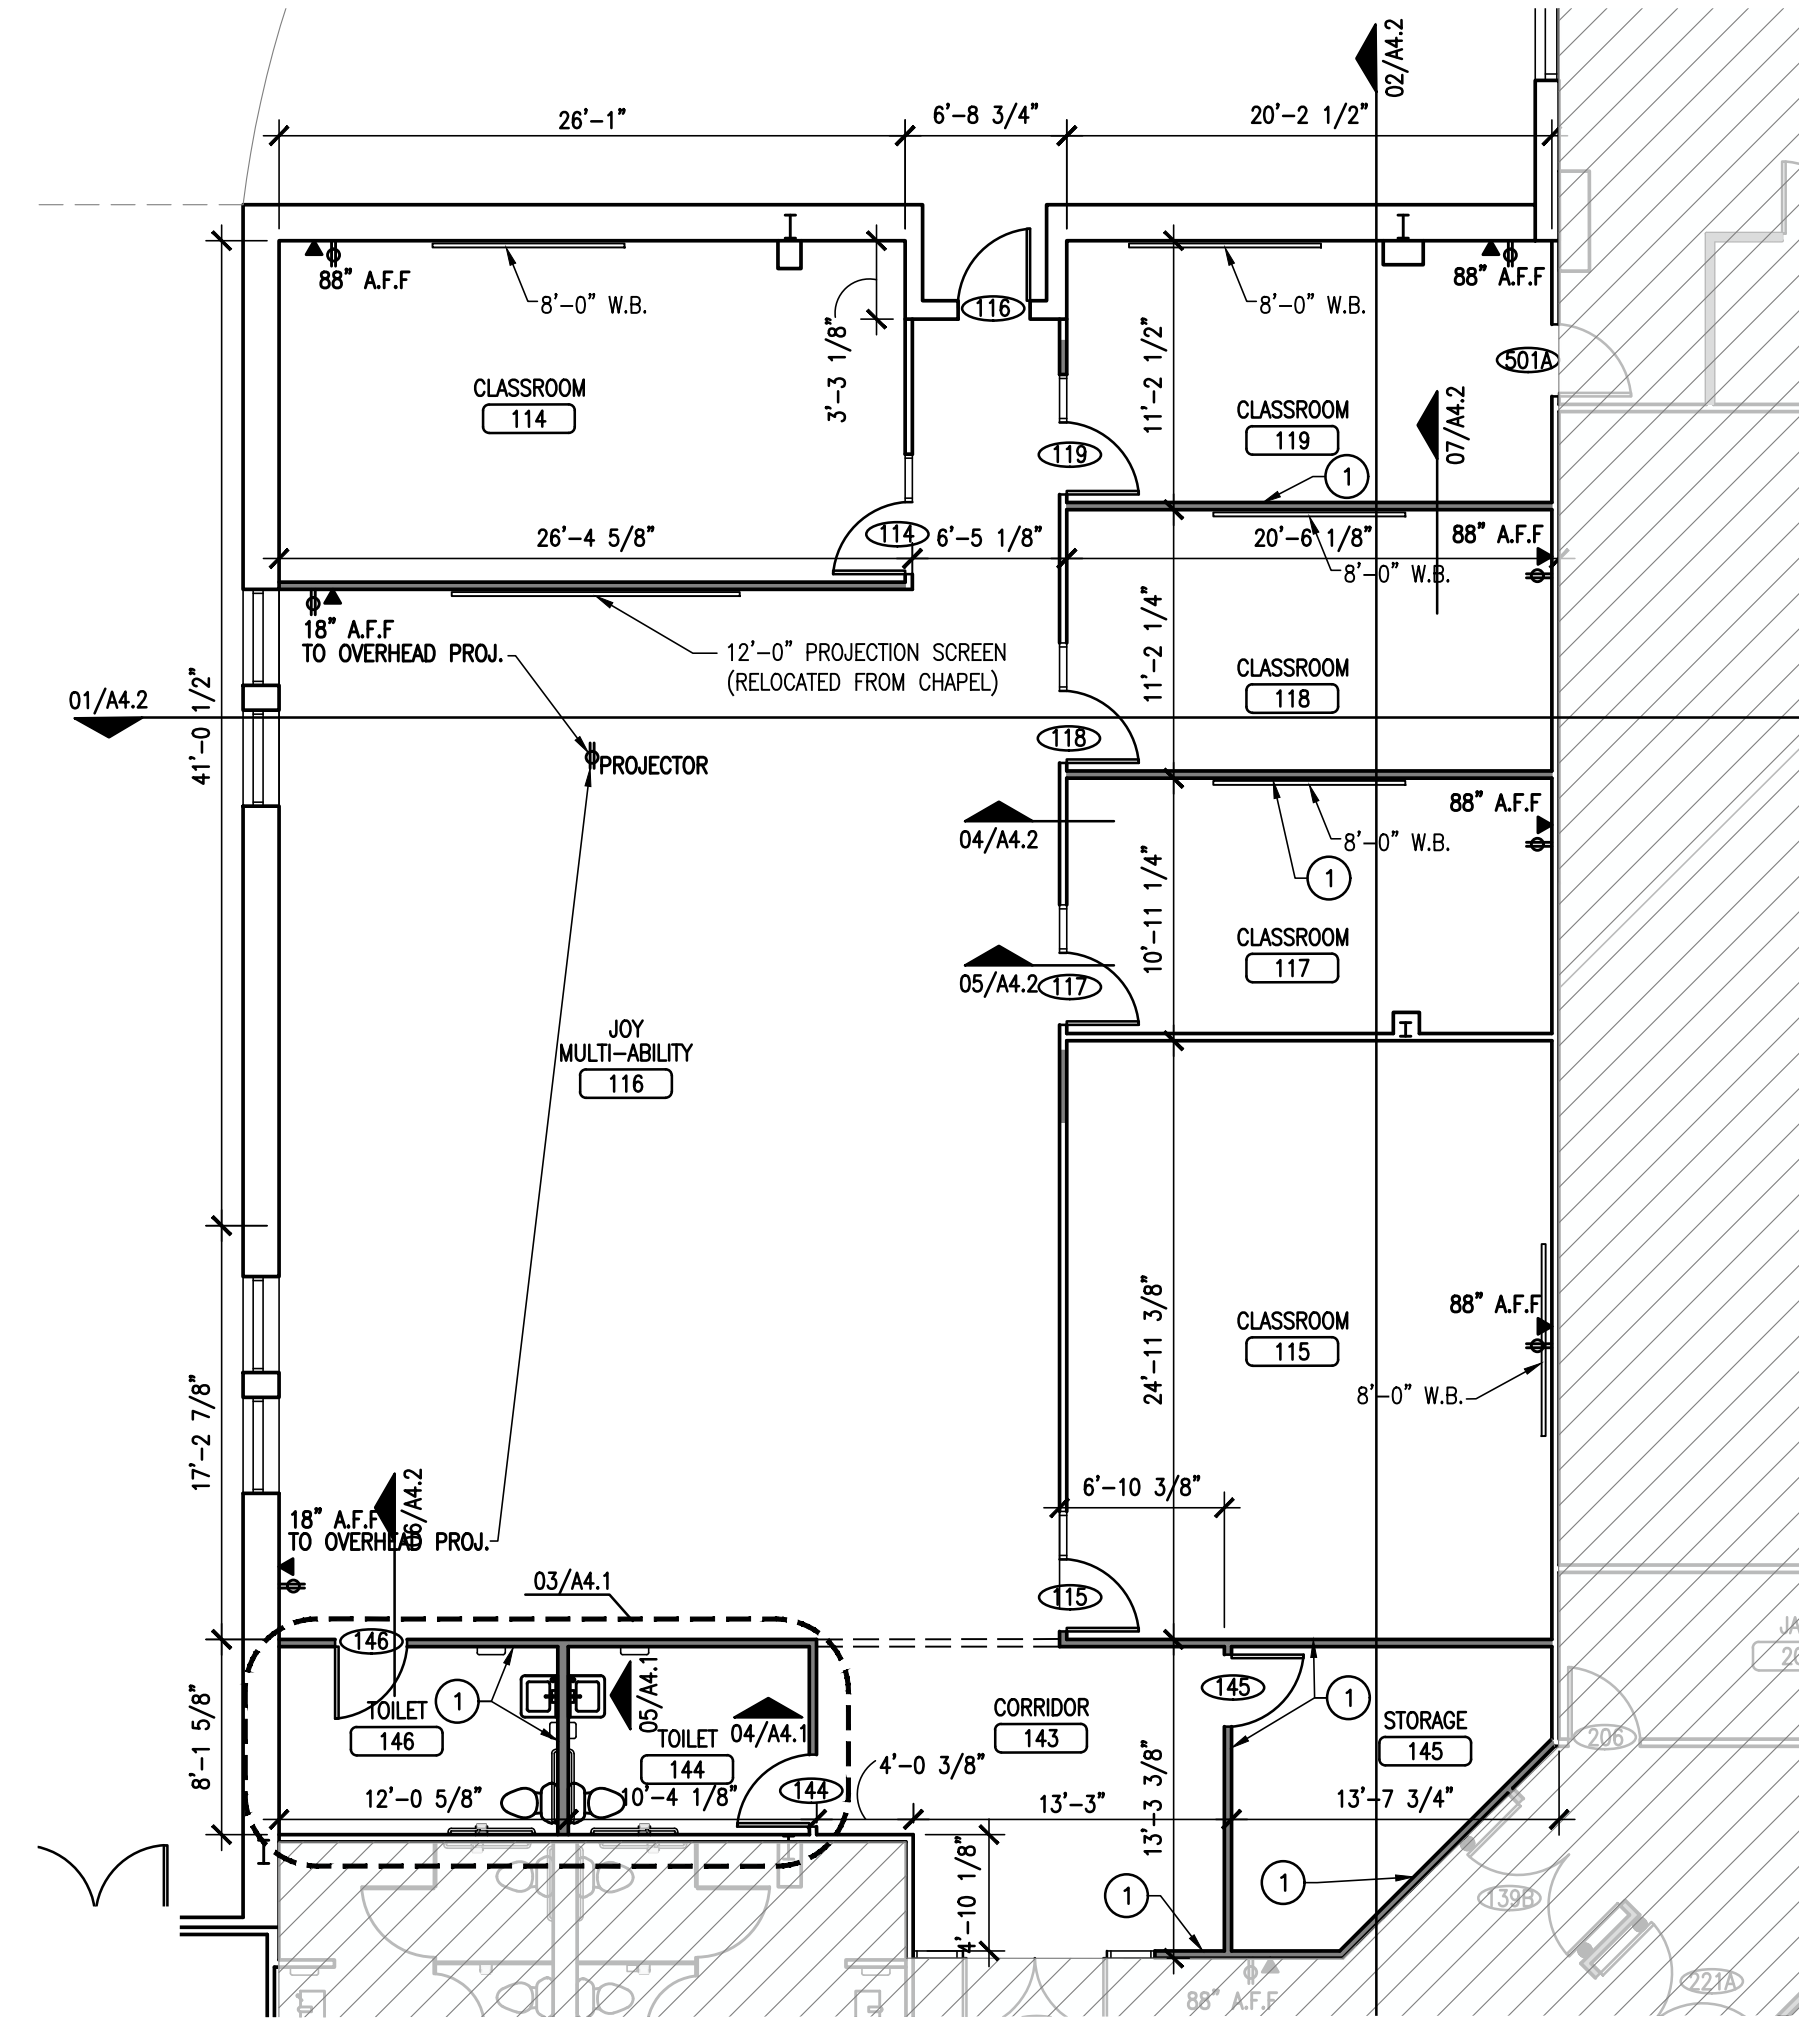 02/A4.2
26'-1"
6'-8 3/4"
20'-2 1/2"
88" A.F.F
8'-0" W.B.
116
8'-0" W.B.
88" A.F.F
3'-3 1/8"
11'-2 1/2"
501A
CLASSROOM
114
CLASSROOM
119
07/A4.2
119
1
114
26'-4 5/8"
6'-5 1/8"
20'-6 1/8"
88" A.F.F
8'-0" W.B.
18" A.F.F
TO OVERHEAD PROJ.
12'-0" PROJECTION SCREEN
(RELOCATED FROM CHAPEL)
11'-2 1/4"
CLASSROOM
118
01/A4.2
41'-0 1/2"
118
PROJECTOR
88" A.F.F
04/A4.2
8'-0" W.B.
1
10'-11 1/4"
CLASSROOM
117
05/A4.2
117
JOY
MULTI-ABILITY
116
24'-11 3/8"
88" A.F.F
CLASSROOM
115
8'-0" W.B.
17'-2 7/8"
6'-10 3/8"
18" A.F.F
TO OVERHEAD PROJ.
6/A4.2
03/A4.1
115
146
JA
20
8'-1 5/8"
TOILET
146
1
05/A4.1
TOILET
144
04/A4.1
CORRIDOR
143
145
1
STORAGE
145
206
12'-0 5/8"
10'-4 1/8"
144
4'-0 3/8"
13'-3"
13'-3 3/8"
13'-7 3/4"
4'-10 1/8"
1
1
139B
221A
88" A.F.F